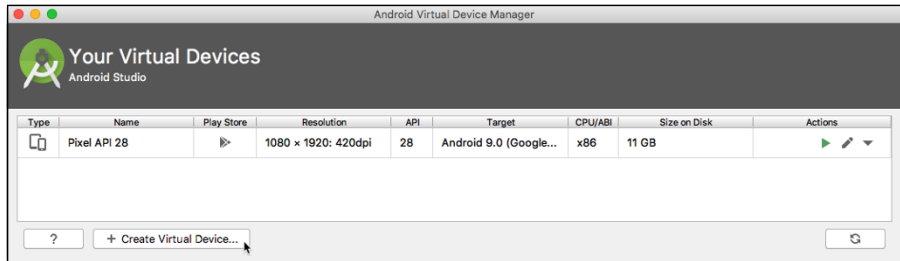 Android Virtual Device Manager
Your Virtual Devices
Android Studio
Type Name Play Store Resolution API Target CPU/ABI Size on Disk Actions
Pixel API 28 1080 × 1920: 420dpi 28 Android 9.0 (Google... x86 11 GB
? + Create Virtual Device...